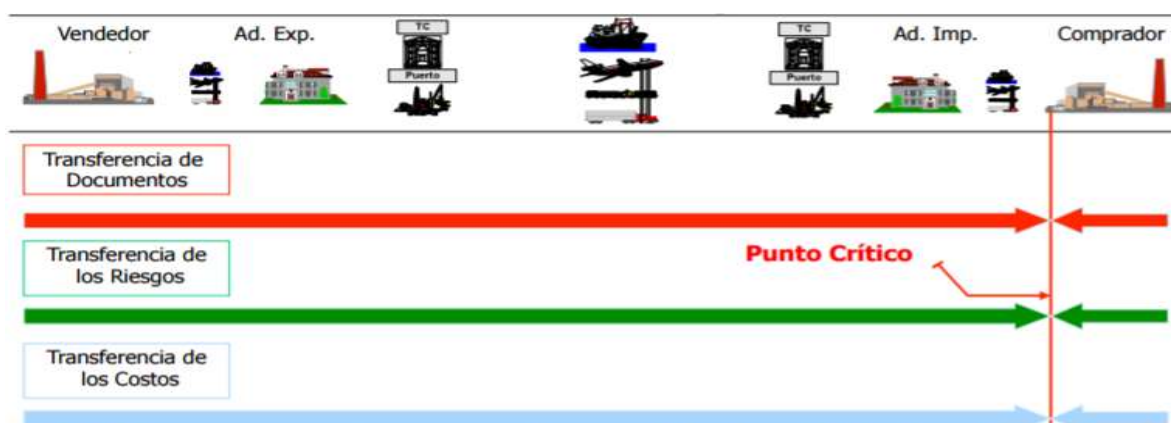 Vendedor
Ad. Exp.
TC
Puerto
TC
Puerto
Ad. Imp.
Comprador
Transferencia de
Documentos
Transferencia de
los Riesgos
Punto Crítico
Transferencia de
los Costos